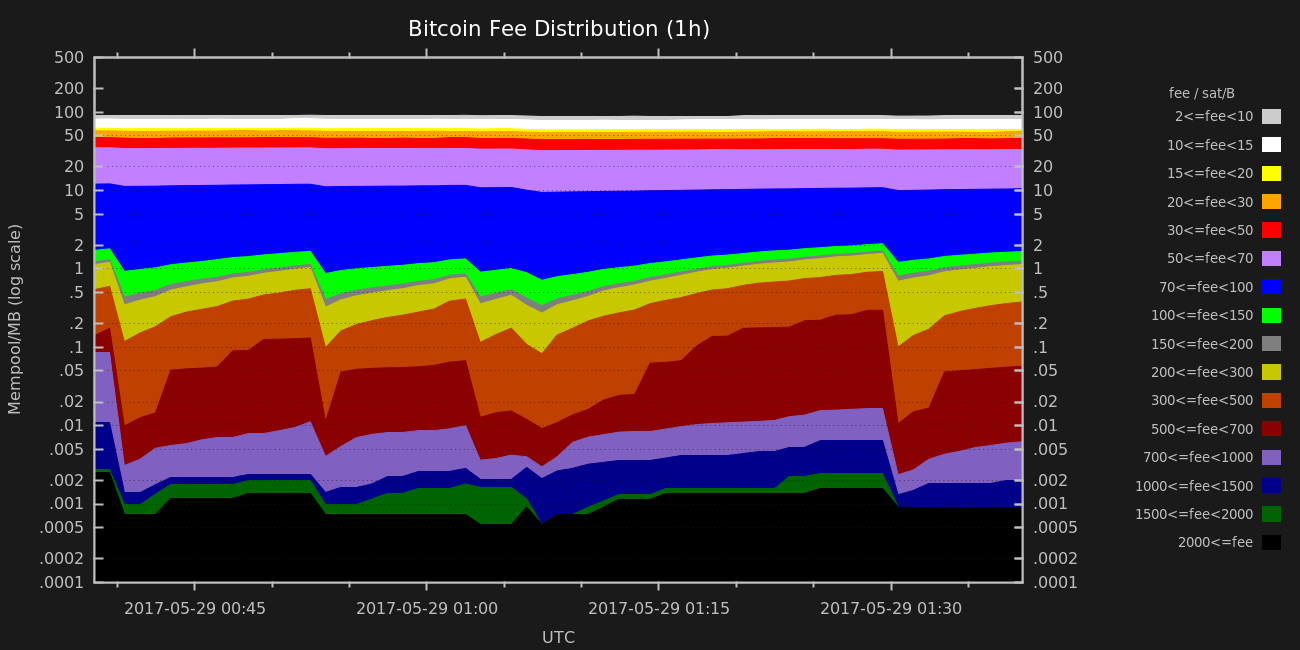 Bitcoin Fee Distribution (1h)
Mempool/MB (log scale)
500
200
100
50
20
10
5
2
1
.5
.2
.1
.05
.02
.01
.005
.002
.001
.0005
.0002
.0001
500
200
100
50
20
10
5
2
1
.5
.2
.1
.05
.02
.01
.005
.002
.001
.0005
.0002
.0001
2017-05-29 00:45
2017-05-29 01:00
2017-05-29 01:15
2017-05-29 01:30
UTC
fee / sat/B
2<=fee<10
10<=fee<15
15<=fee<20
20<=fee<30
30<=fee<50
50<=fee<70
70<=fee<100
100<=fee<150
150<=fee<200
200<=fee<300
300<=fee<500
500<=fee<700
700<=fee<1000
1000<=fee<1500
1500<=fee<2000
2000<=fee